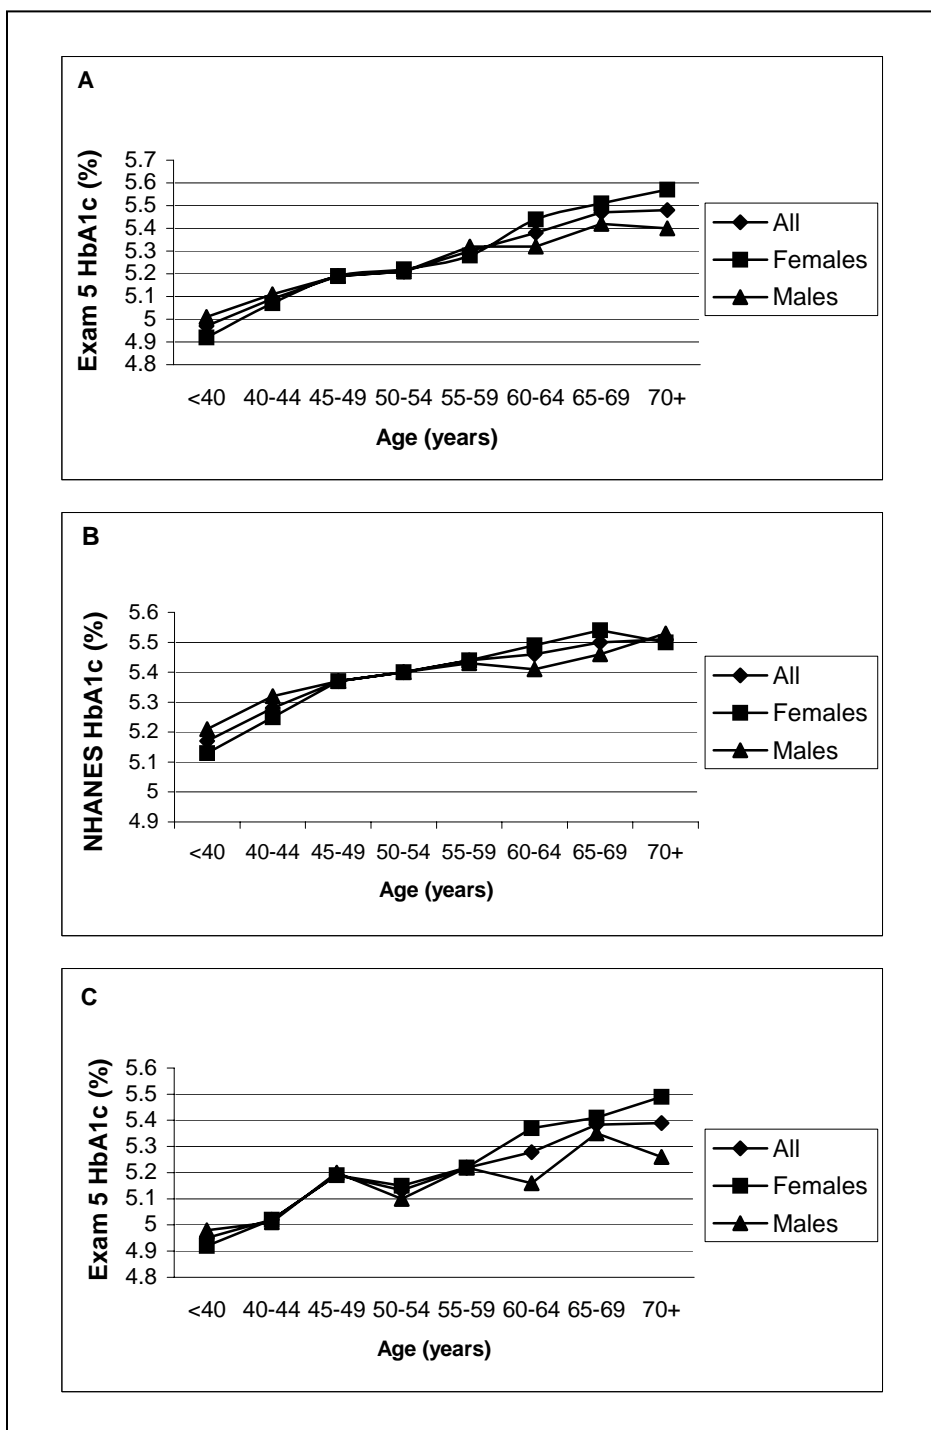 A
Exam 5 HbA1c (%)
5.7
5.6
5.5
5.4
5.3
5.2
5.1
5
4.9
4.8
<40 40-44 45-49 50-54 55-59 60-64 65-69 70+
Age (years)
All
Females
Males
B
NHANES HbA1c (%)
5.6
5.5
5.4
5.3
5.2
5.1
5
4.9
<40 40-44 45-49 50-54 55-59 60-64 65-69 70+
Age (years)
All
Females
Males
C
Exam 5 HbA1c (%)
5.6
5.5
5.4
5.3
5.2
5.1
5
4.9
4.8
<40 40-44 45-49 50-54 55-59 60-64 65-69 70+
Age (years)
All
Females
Males